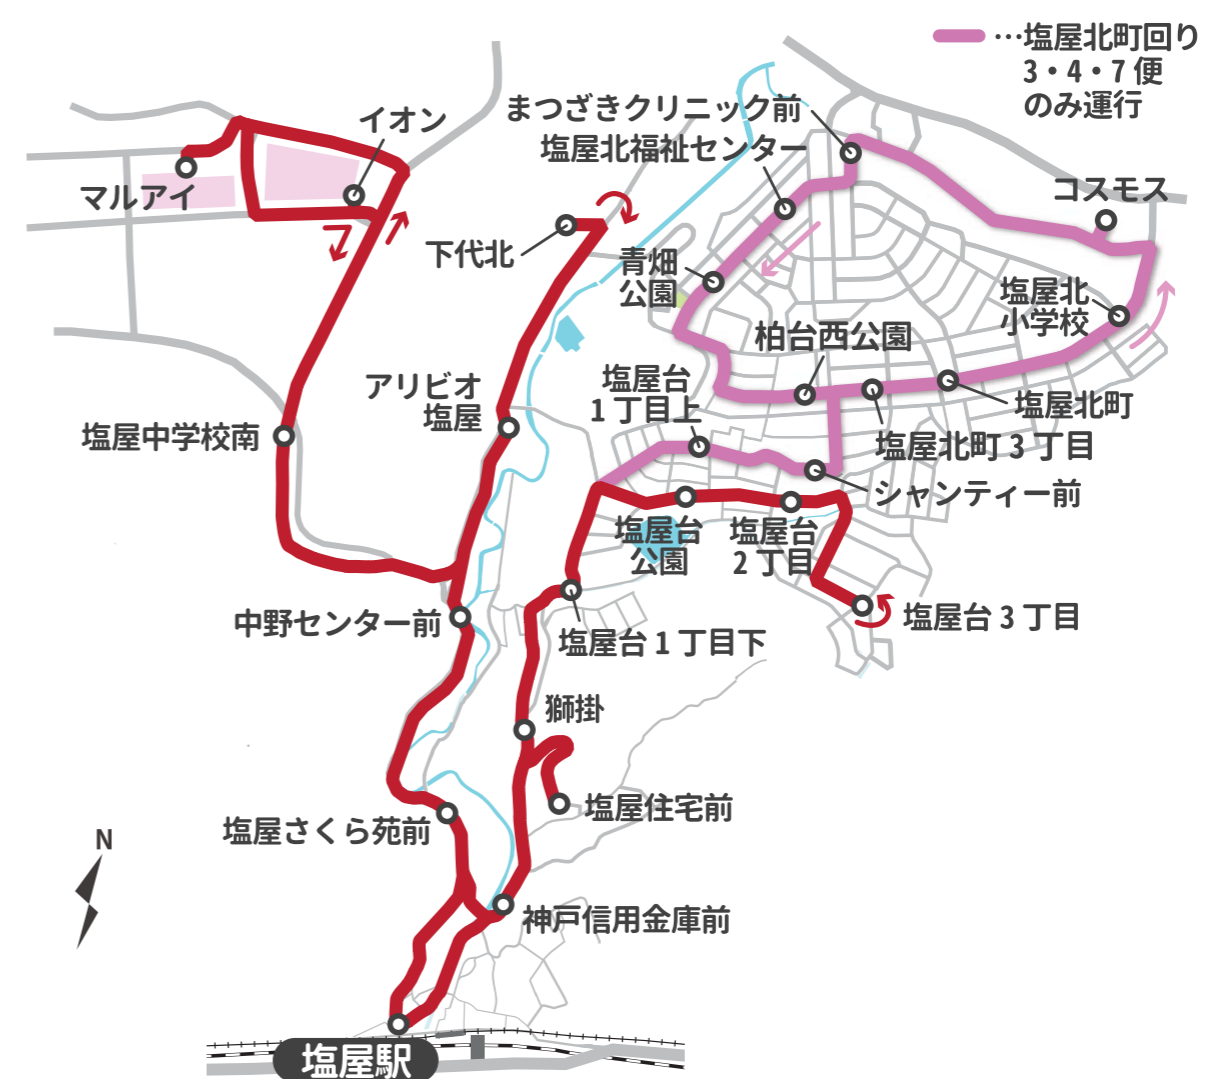 …塩屋北町回り
3・4・7 便
のみ運行
イオン
まつざきクリニック前
塩屋北福祉センター
マルアイ
コスモス
下代北
青畑
公園
塩屋北
小学校
柏台西公園
アリビオ
塩屋
塩屋台
1 丁目上
塩屋北町
塩屋中学校南
塩屋北町 3 丁目
シャンティー前
塩屋台
公園
塩屋台
2 丁目
中野センター前
塩屋台 1 丁目下
塩屋台 3 丁目
獅掛
塩屋住宅前
塩屋さくら苑前
N
神戸信用金庫前
塩屋駅